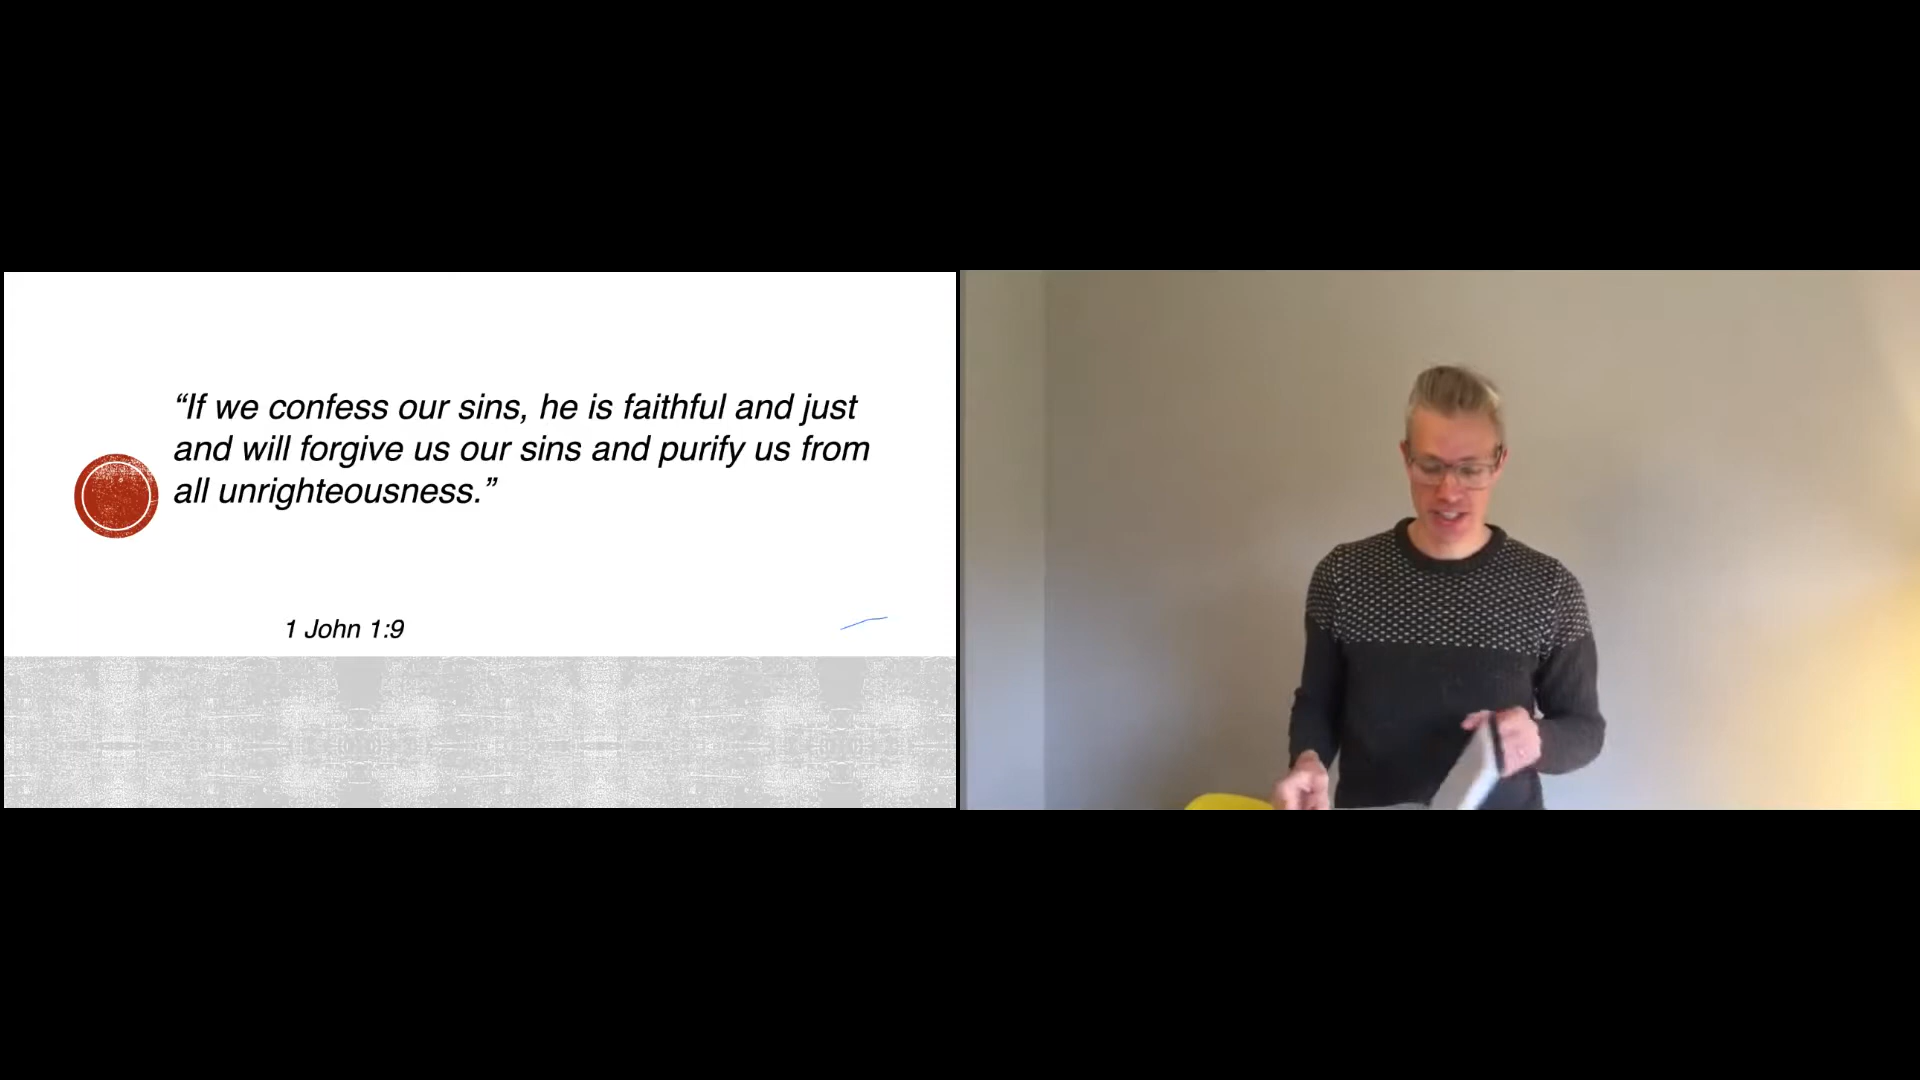 “If we confess our sins, he is faithful and just
and will forgive us our sins and purify us from
all unrighteousness.”
1 John 1:9